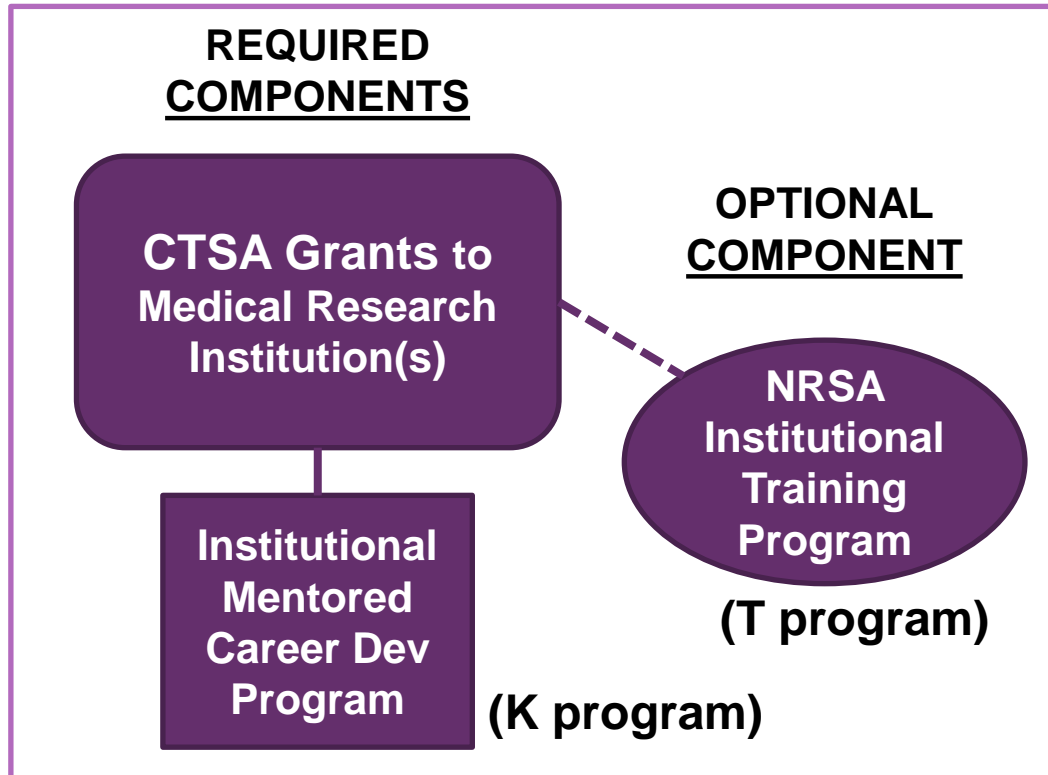 REQUIRED
COMPONENTS
CTSA Grants to
Medical Research
Institution(s)
OPTIONAL
COMPONENT
NRSA
Institutional
Training
Program
(T program)
Institutional
Mentored
Career Dev
Program
(K program)